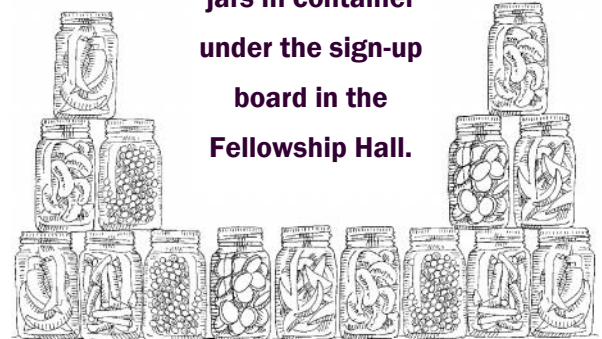 jars in container
under the sign-up
board in the
Fellowship Hall.